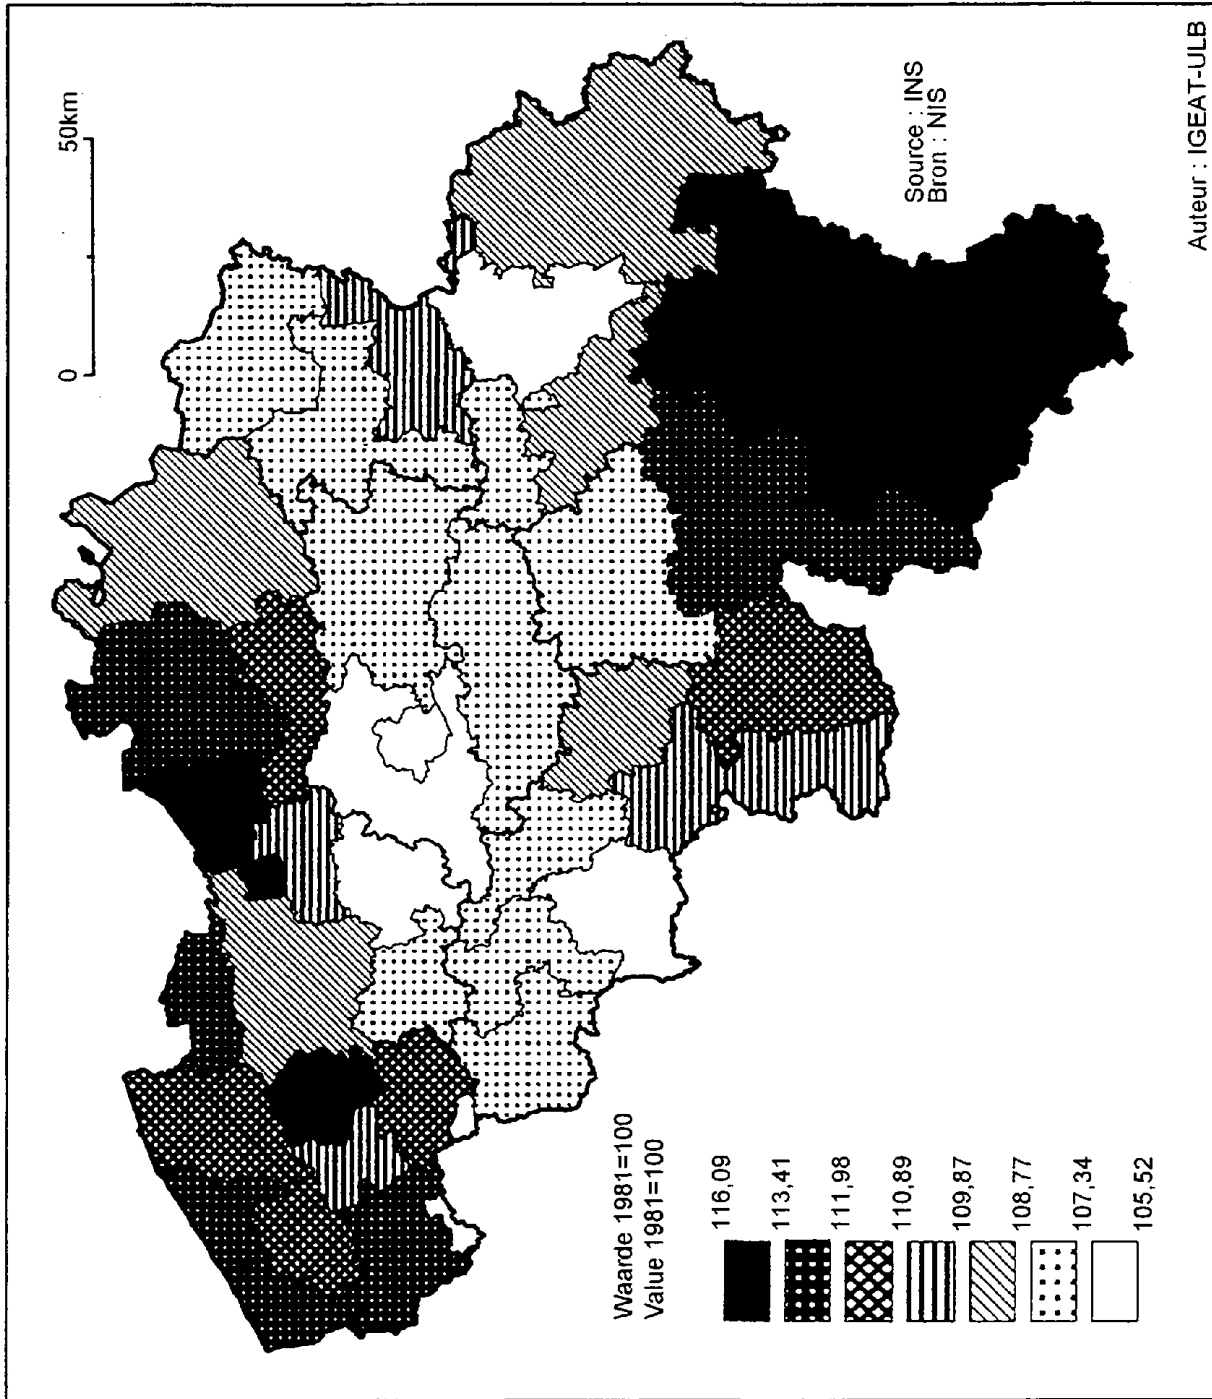 0
50km
Source : INS
Bron : NIS
Waarde 1981=100
Value 1981=100
116,09
113,41
111,98
110,89
109,87
108,77
107,34
105,52
Auteur : IGEAT-ULB